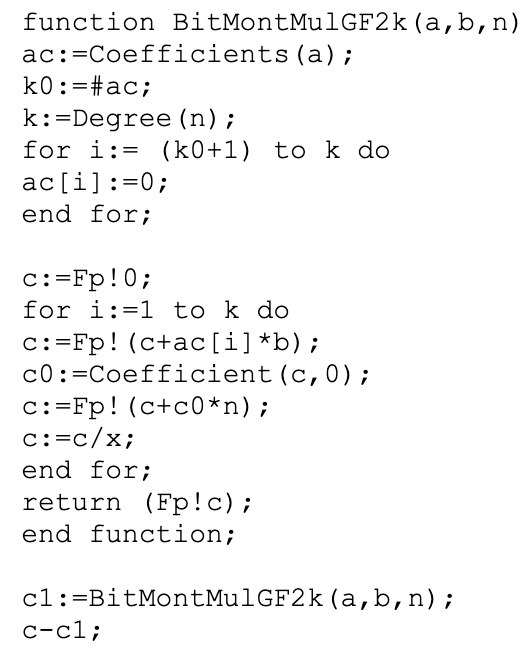 function BitMontMulGF2k(a,b,n)
ac:=Coefficients(a);
k0:=#ac;
k:=Degree(n);
for i:= (k0+1) to k do
ac[i]:=0;
end for;

c:=Fp!0;
for i:=1 to k do
c:=Fp!(c+ac[i]*b);
c0:=Coefficient(c,0);
c:=Fp!(c+c0*n);
c:=c/x;
end for;
return (Fp!c);
end function;

c1:=BitMontMulGF2k(a,b,n);
c-c1;